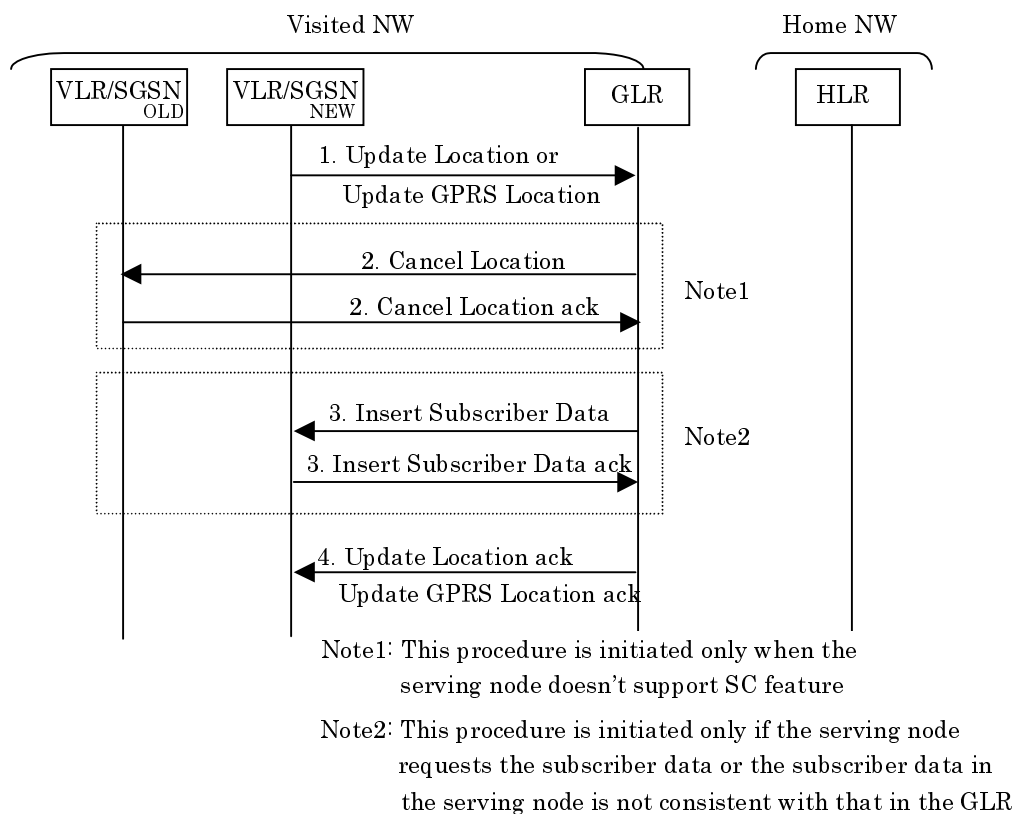 Visited NW
Home NW
VLR/SGSN
OLD
VLR/SGSN
NEW
GLR
HLR
1. Update Location or
Update GPRS Location
2. Cancel Location
Note1
2. Cancel Location ack
3. Insert Subscriber Data
Note2
3. Insert Subscriber Data ack
4. Update Location ack
Update GPRS Location ack
Note1: This procedure is initiated only when the
serving node doesn't support SC feature
Note2: This procedure is initiated only if the serving node
requests the subscriber data or the subscriber data in
the serving node is not consistent with that in the GLR